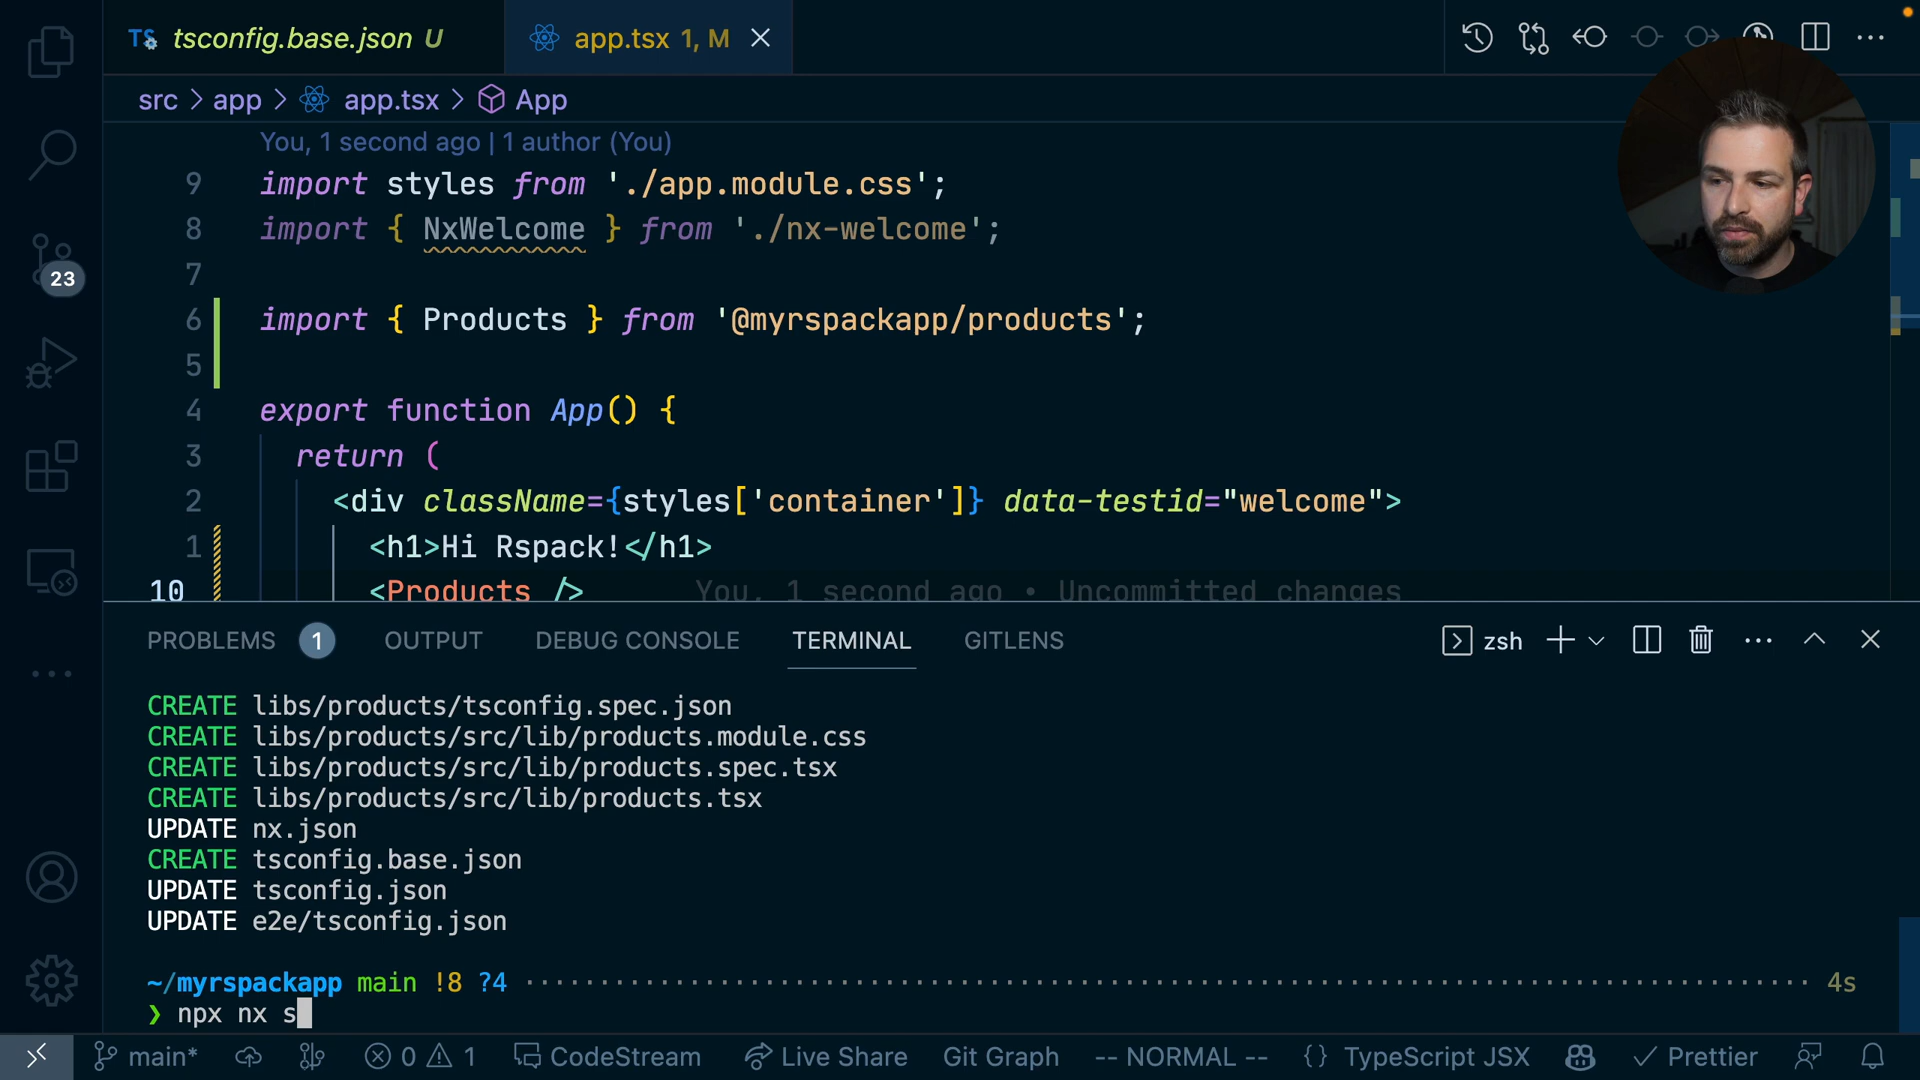 TS tsconfig.base.json U
app.tsx 1, M
src > app > app.tsx > App
You, 1 second ago | 1 author (You)
9 import styles from './app.module.css';
8 import { NxWelcome } from './nx-welcome';
7
6 import { Products } from '@myrspackapp/products';
5
4 export function App() {
3 return (
2 <div className={styles['container']} data-testid="welcome">
1 <h1>Hi Rspack!</h1>
10 <Products /> You, 1 second ago • Uncommitted changes
23
PROBLEMS 1 OUTPUT DEBUG CONSOLE TERMINAL GITLENS
zsh
CREATE libs/products/tsconfig.spec.json
CREATE libs/products/src/lib/products.module.css
CREATE libs/products/src/lib/products.spec.tsx
CREATE libs/products/src/lib/products.tsx
UPDATE nx.json
CREATE tsconfig.base.json
UPDATE tsconfig.json
UPDATE e2e/tsconfig.json
~/myrspackapp main !8 ?4 4s
❯ npx nx s
main* 0 1 CodeStream Live Share Git Graph -- NORMAL -- {} TypeScript JSX Prettier